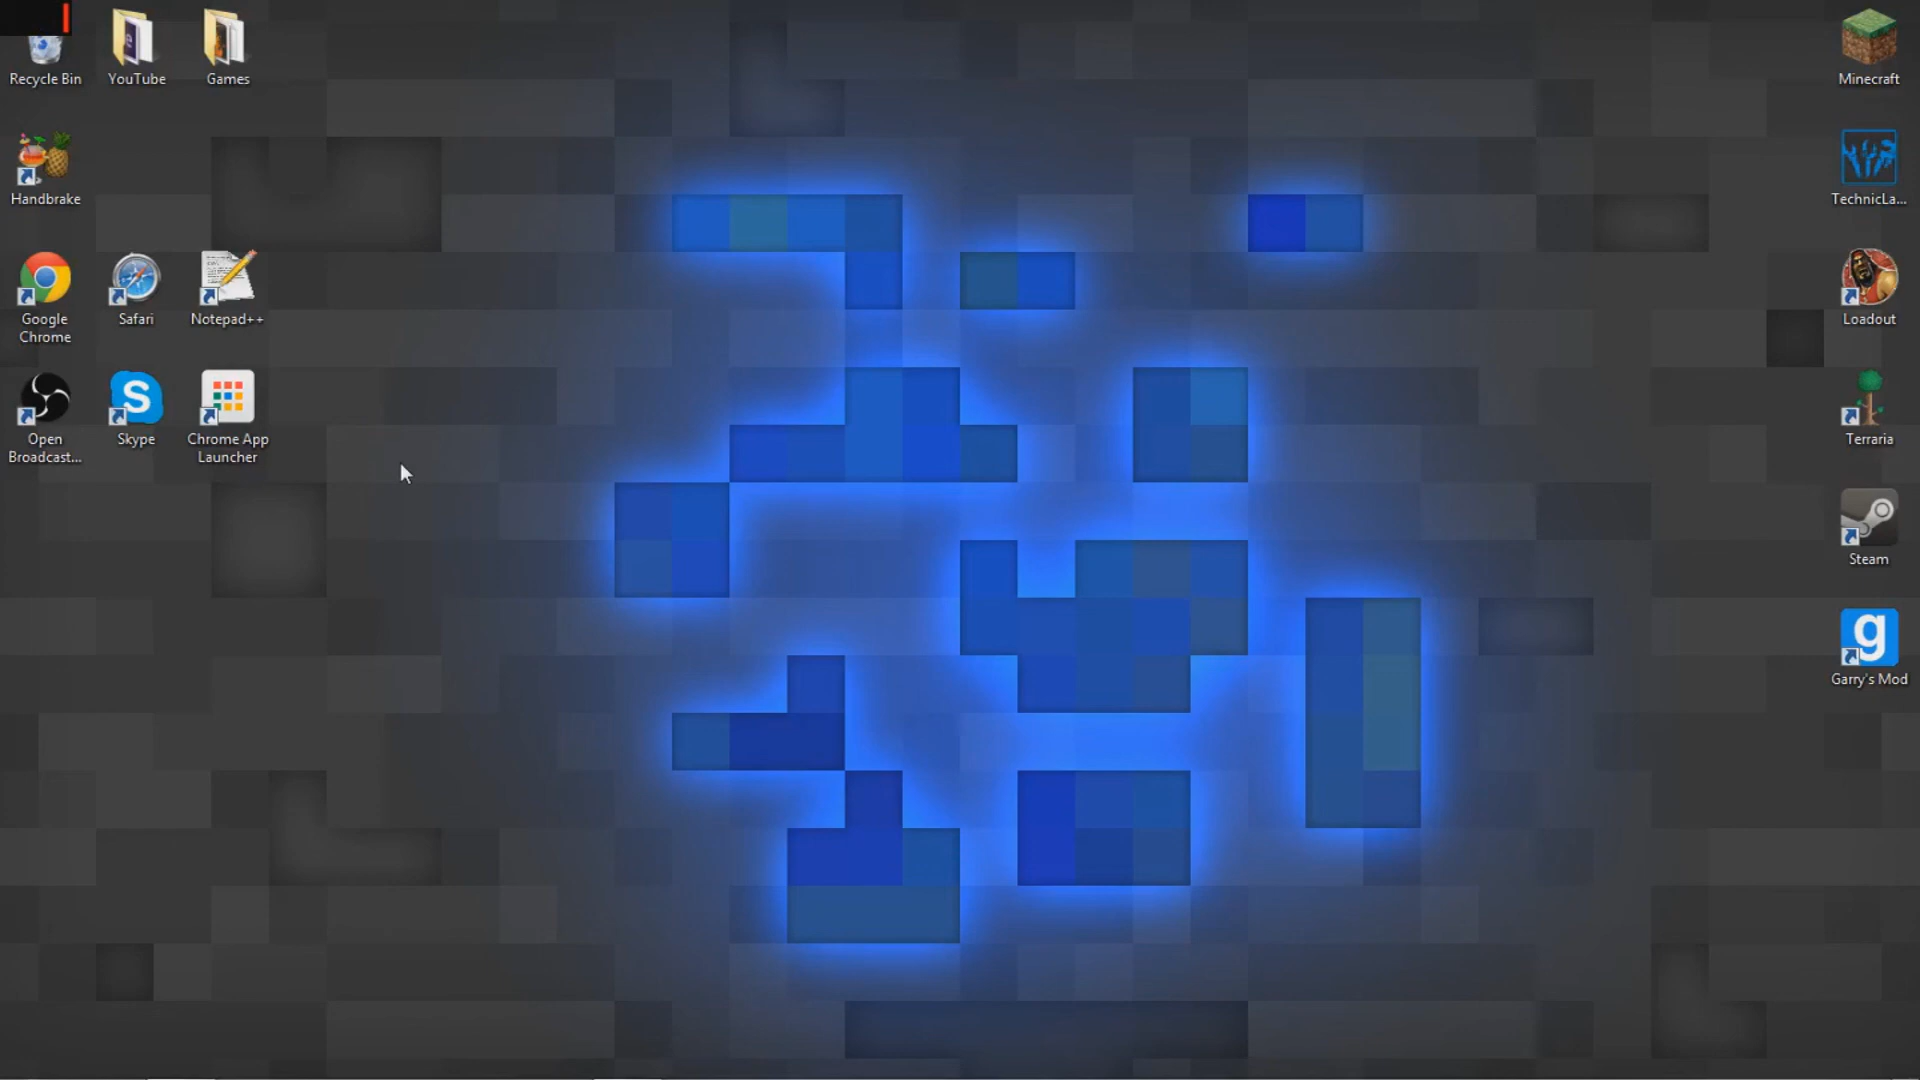 Recycle Bin
YouTube
Games
Minecraft
Handbrake
TechnicLa...
Google
Chrome
Safari
Notepad++
Loadout
Open
Broadcast...
Skype
Chrome App
Launcher
Terraria
Steam
Garry's Mod